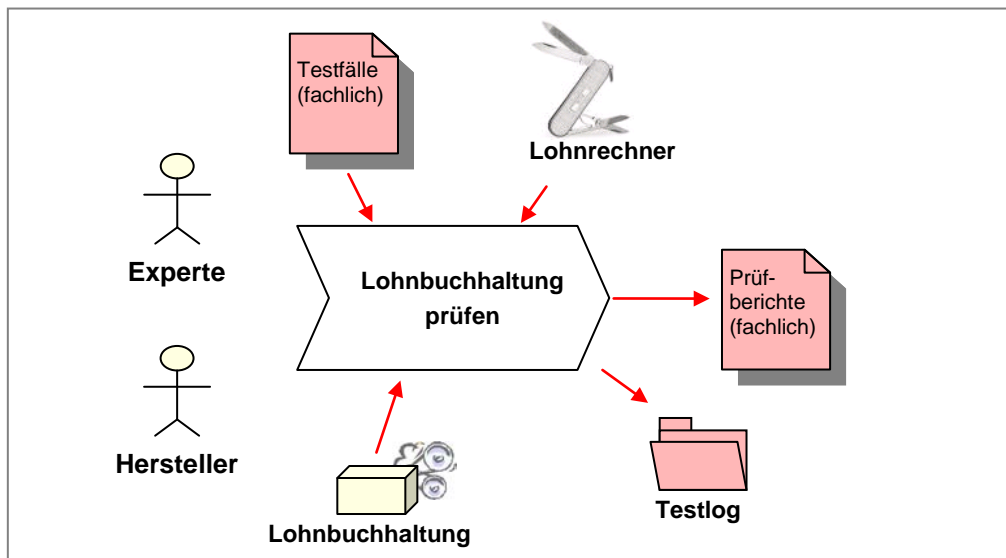 Testfälle
(fachlich)
Lohnrechner
Experte
Lohnbuchhaltung
prüfen
Prüf-
berichte
(fachlich)
Hersteller
Lohnbuchhaltung
Testlog